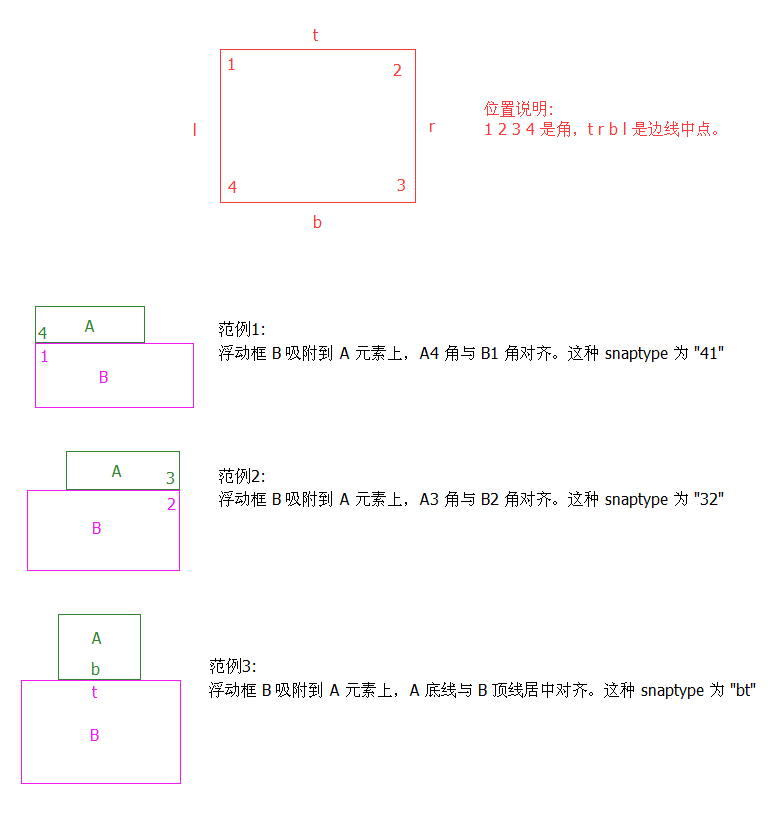 t
1
2
l
r
位置说明:
1 2 3 4 是角，t r b l 是边线中点。
4
3
b
A
4
1
B
范例1:
浮动框 B 吸附到 A 元素上，A4 角与 B1 角对齐。这种 snaptype 为 "41"
A
3
2
B
范例2:
浮动框 B 吸附到 A 元素上，A3 角与 B2 角对齐。这种 snaptype 为 "32"
A
b
t
B
范例3:
浮动框 B 吸附到 A 元素上，A 底线与 B 顶线居中对齐。这种 snaptype 为 "bt"